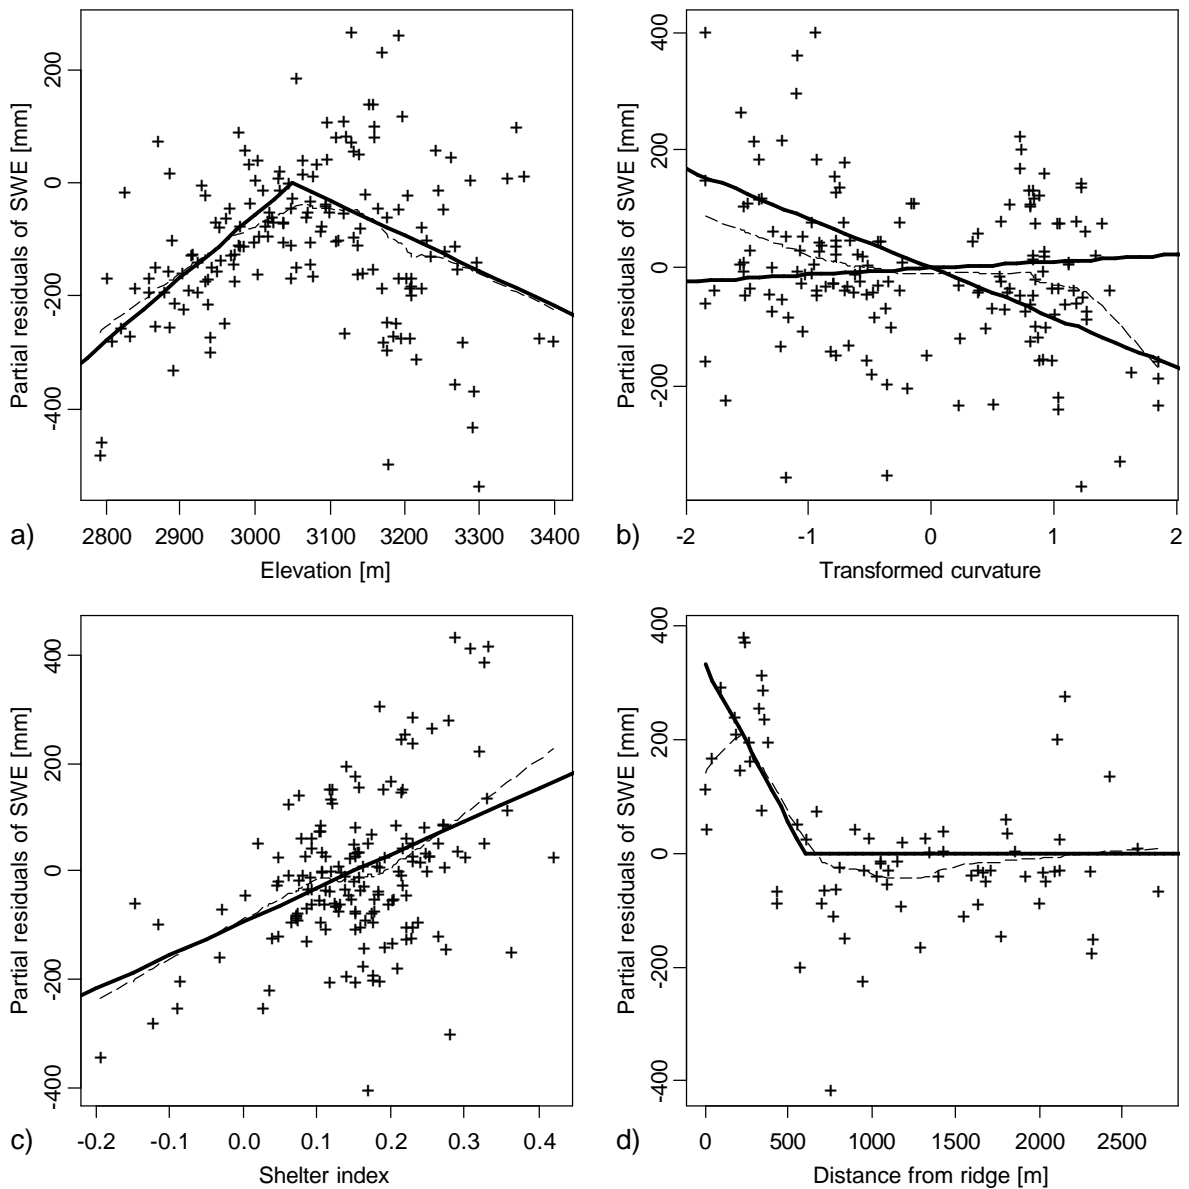 Partial residuals of SWE [mm]
200
0
-200
-400
2800 2900 3000 3100 3200 3300 3400
a)
Elevation [m]
Partial residuals of SWE [mm]
400
200
0
-200
-2 -1 0 1 2
b)
Transformed curvature
Partial residuals of SWE [mm]
400
200
0
-200
-400
-0.2 -0.1 0.0 0.1 0.2 0.3 0.4
c)
Shelter index
Partial residuals of SWE [mm]
400
200
0
-200
-400
0 500 1000 1500 2000 2500
d)
Distance from ridge [m]